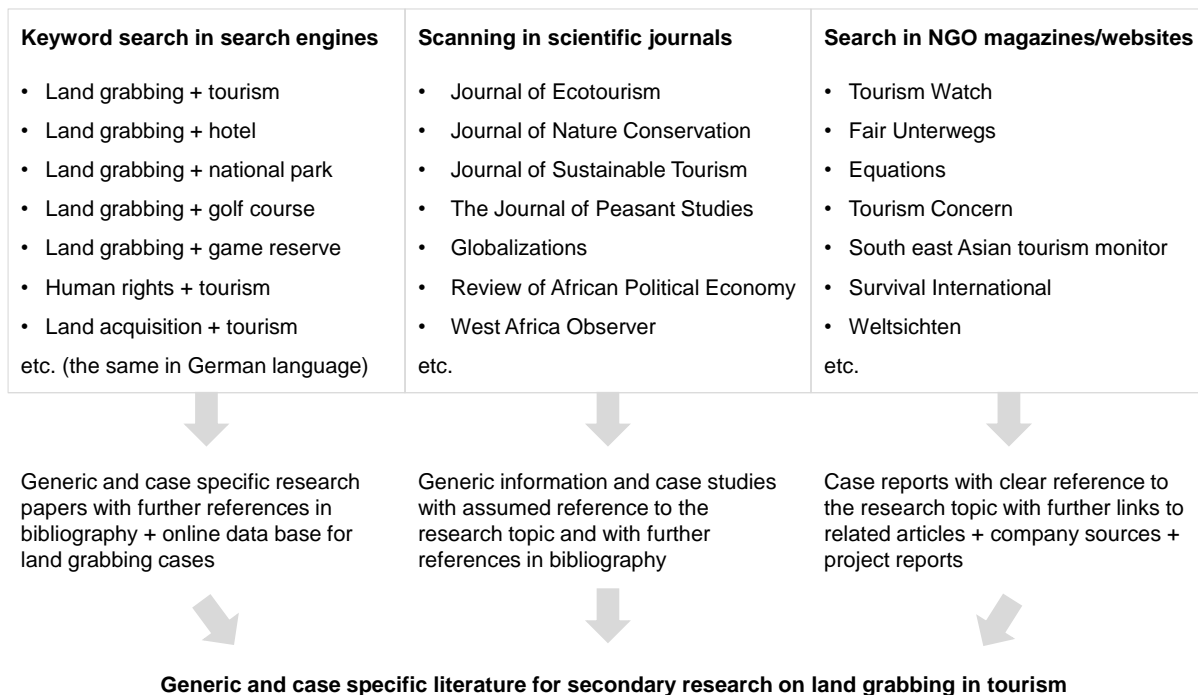 Keyword search in search engines
• Land grabbing + tourism
• Land grabbing + hotel
• Land grabbing + national park
• Land grabbing + golf course
• Land grabbing + game reserve
• Human rights + tourism
• Land acquisition + tourism
etc. (the same in German language)
Scanning in scientific journals
• Journal of Ecotourism
• Journal of Nature Conservation
• Journal of Sustainable Tourism
• The Journal of Peasant Studies
• Globalizations
• Review of African Political Economy
• West Africa Observer
etc.
Search in NGO magazines/websites
• Tourism Watch
• Fair Unterwegs
• Equations
• Tourism Concern
• South east Asian tourism monitor
• Survival International
• Weltsichten
etc.
Generic and case specific research
papers with further references in
bibliography + online data base for
land grabbing cases
Generic information and case studies
with assumed reference to the
research topic and with further
references in bibliography
Case reports with clear reference to
the research topic with further links to
related articles + company sources +
project reports
Generic and case specific literature for secondary research on land grabbing in tourism